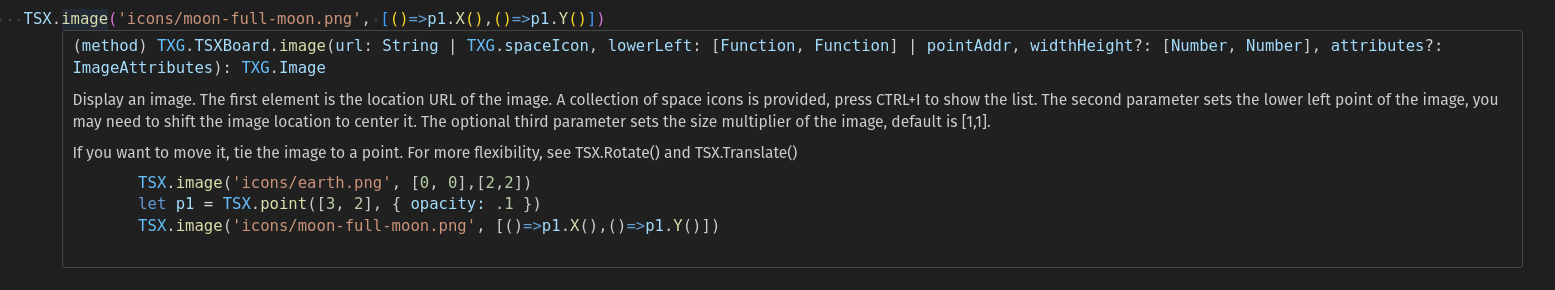 TSX.image('icons/moon-full-moon.png', [()=>p1.X(),()=>p1.Y()])
(method) TXG.TSXBoard.image(url: String | TXG.spaceIcon, lowerLeft: [Function, Function] | pointAddr, widthHeight?: [Number, Number], attributes?:
ImageAttributes): TXG.Image
Display an image. The first element is the location URL of the image. A collection of space icons is provided, press CTRL+I to show the list. The second parameter sets the lower left point of the image, you
may need to shift the image location to center it. The optional third parameter sets the size multiplier of the image, default is [1,1].
If you want to move it, tie the image to a point. For more flexibility, see TSX.Rotate() and TSX.Translate()
TSX.image('icons/earth.png', [0, 0],[2,2])
let p1 = TSX.point([3, 2], { opacity: .1 })
TSX.image('icons/moon-full-moon.png', [()=>p1.X(),()=>p1.Y()])